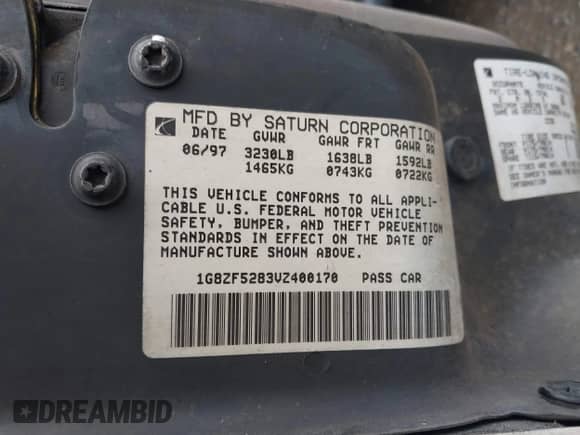 MFD BY SATURN CORPORATION
DATE GVWR GAWR FRT GAWR RR
06/97 3230LB 1638LB 1592LB
1465KG 0743KG 0722KG
THIS VEHICLE CONFORMS TO ALL APPLI-
CABLE U.S. FEDERAL MOTOR VEHICLE
SAFETY, BUMPER, AND THEFT PREVENTION
STANDARDS IN EFFECT ON THE DATE OF
MANUFACTURE SHOWN ABOVE.
1G8ZF5283VZ400170 PASS CAR
TIRE-LOADING
DREAMBID